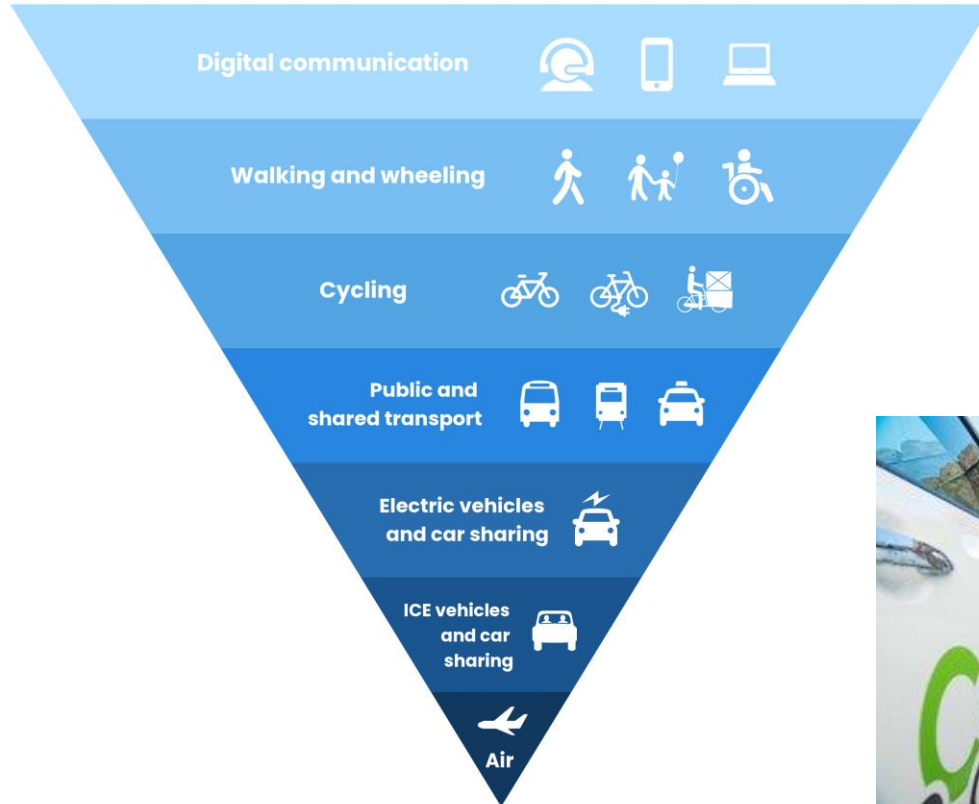 Digital communication
Walking and wheeling
Cycling
Public and
shared transport
Electric vehicles
and car sharing
ICE vehicles
and car
sharing
Air